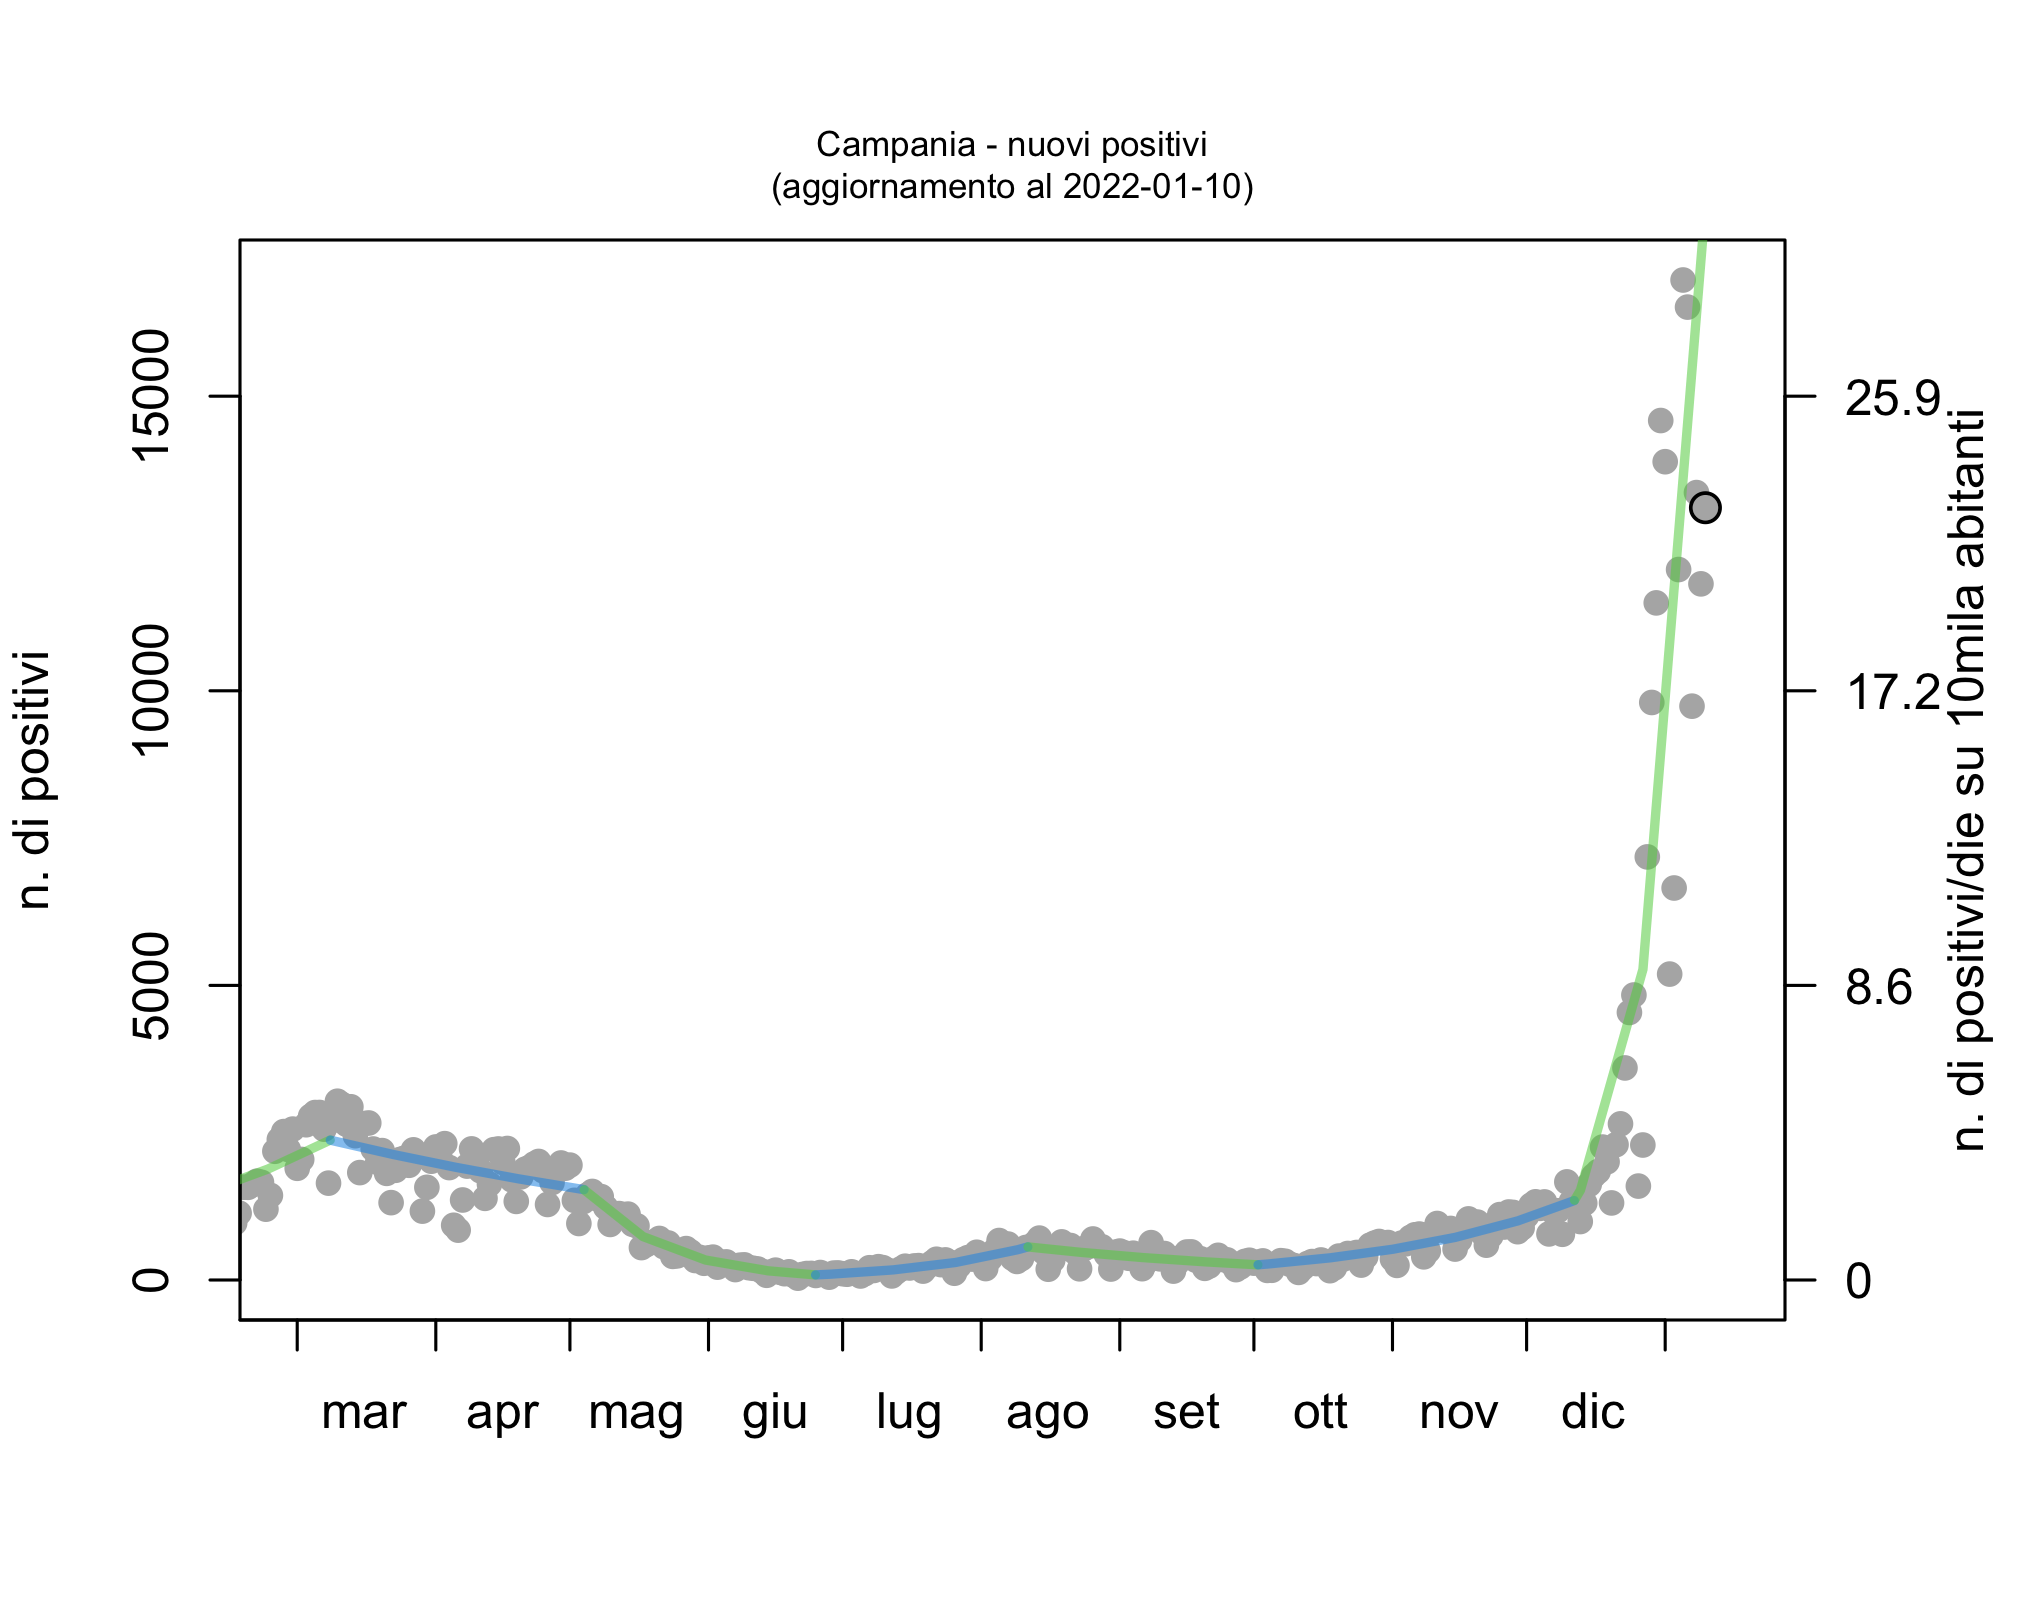 Campania - nuovi positivi
(aggiornamento al 2022-01-10)
n. di positivi
15000
10000
5000
0
25.9
17.2
8.6
0
n. di positivi/die su 10mila abitanti
mar apr mag giu lug ago set ott nov dic